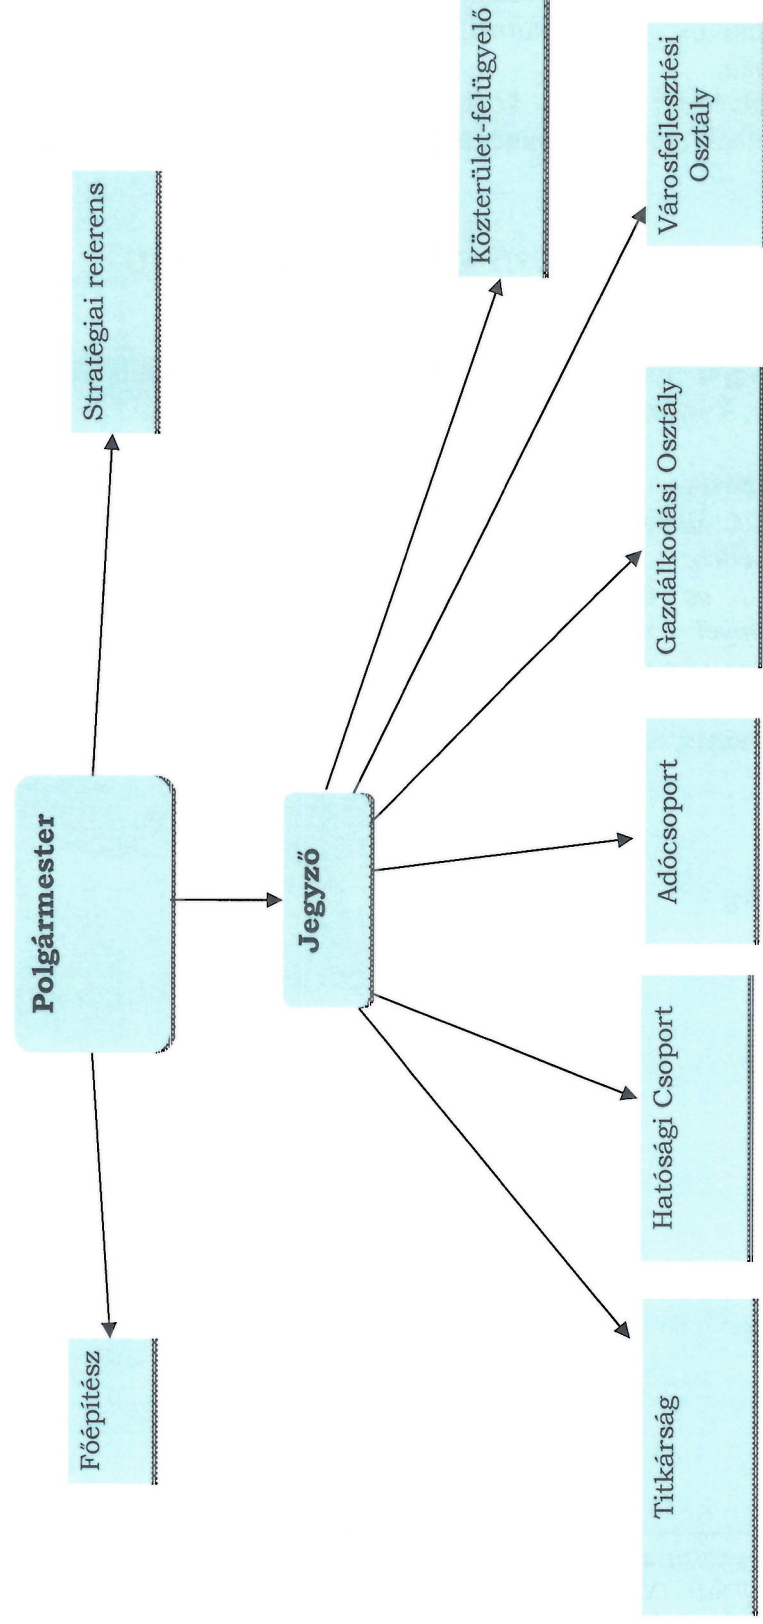 Polgármester
Főépítész
Stratégiai referens
Jegyző
Közterület-felügyelő
Titkárság
Hatósági Csoport
Adócsoport
Gazdálkodási Osztály
Városfejlesztési
Osztály